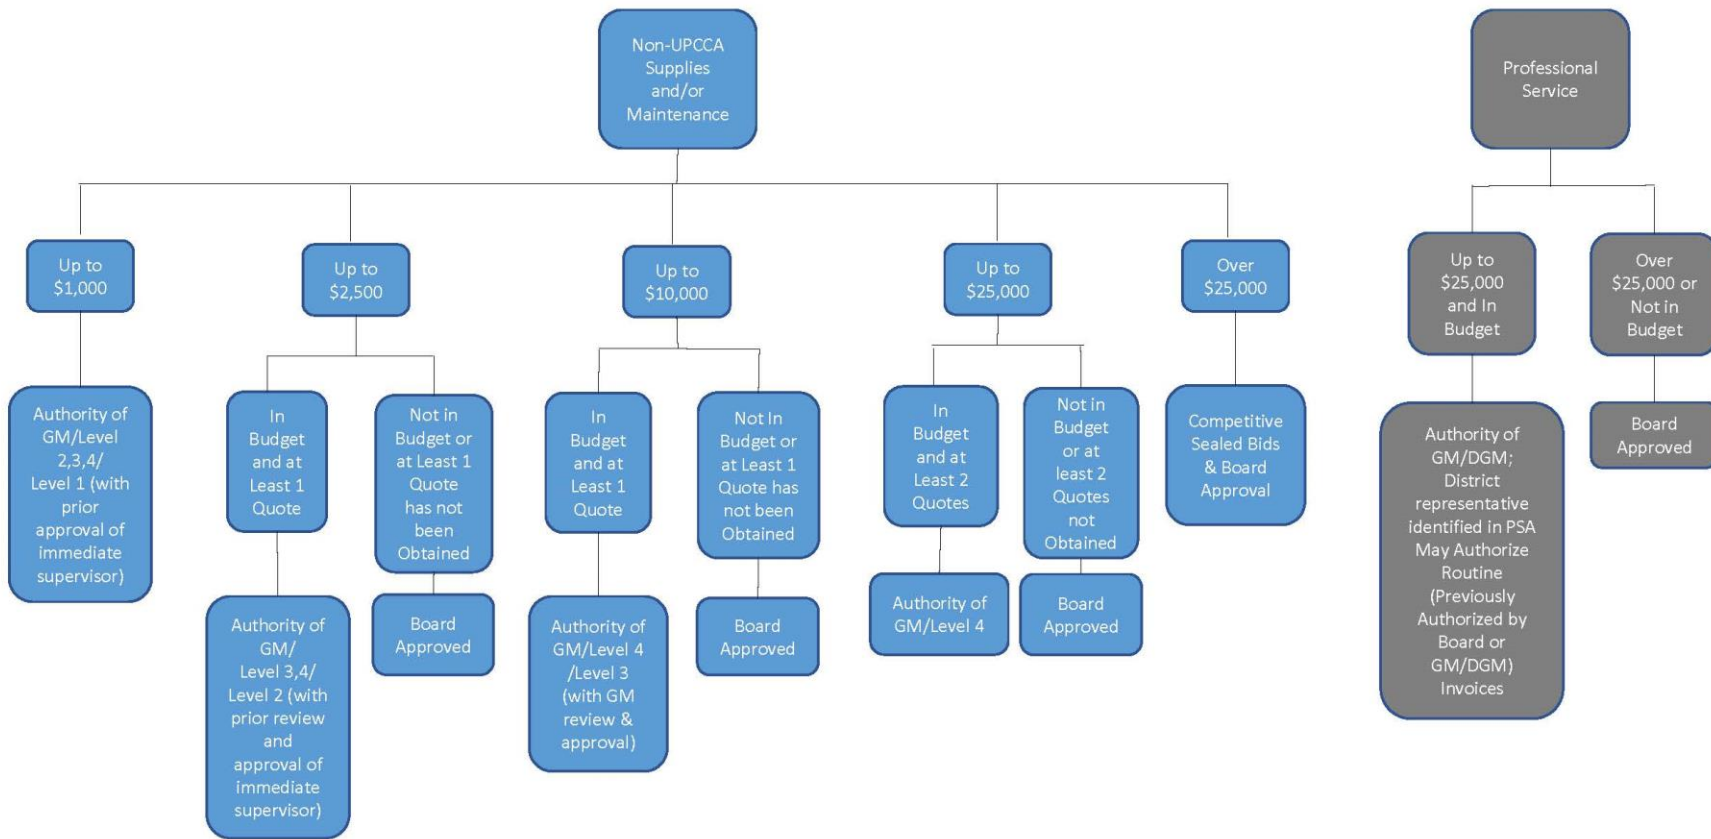 Non-UPCCA
Supplies
and/or
Maintenance
Professional
Service
Up to
$1,000
Up to
$2,500
Up to
$10,000
Up to
$25,000
Over
$25,000
Up to
$25,000
and In
Budget
Over
$25,000 or
Not in
Budget
Authority of
GM/Level
2,3,4/
Level 1 (with
prior
approval of
immediate
supervisor)
In
Budget
and at
Least 1
Quote
Not in
Budget or
at Least 1
Quote
has not
been
Obtained
In
Budget
and at
Least 1
Quote
Not In
Budget or
at Least 1
Quote has
not been
Obtained
In
Budget
and at
Least 2
Quotes
Not in
Budget
or at
least 2
Quotes
not
Obtained
Competitive
Sealed Bids
& Board
Approval
Authority of
GM/DGM;
District
representative
identified in PSA
May Authorize
Routine
(Previously
Authorized by
Board or
GM/DGM)
Invoices
Board
Approved
Authority of
GM/
Level 3,4/
Level 2 (with
prior review
and
approval of
immediate
supervisor)
Board
Approved
Authority of
GM/Level 4
/Level 3
(with GM
review &
approval)
Board
Approved
Authority of
GM/Level 4
Board
Approved